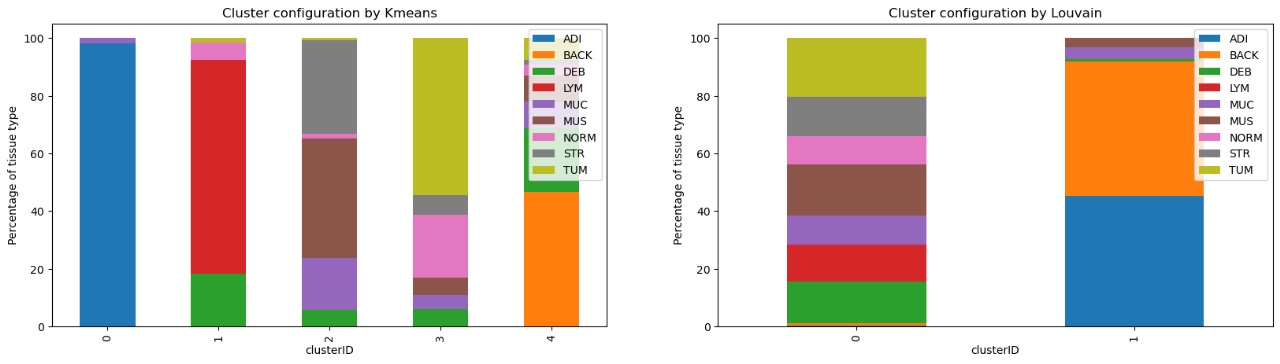 Cluster configuration by Kmeans
Percentage of tissue type
100
80
60
40
20
0
0
1
2
3
4
clusterID
ADI
BACK
DEB
LYM
MUC
MUS
NORM
STR
TUM
Cluster configuration by Louvain
Percentage of tissue type
100
80
60
40
20
0
0
1
clusterID
ADI
BACK
DEB
LYM
MUC
MUS
NORM
STR
TUM